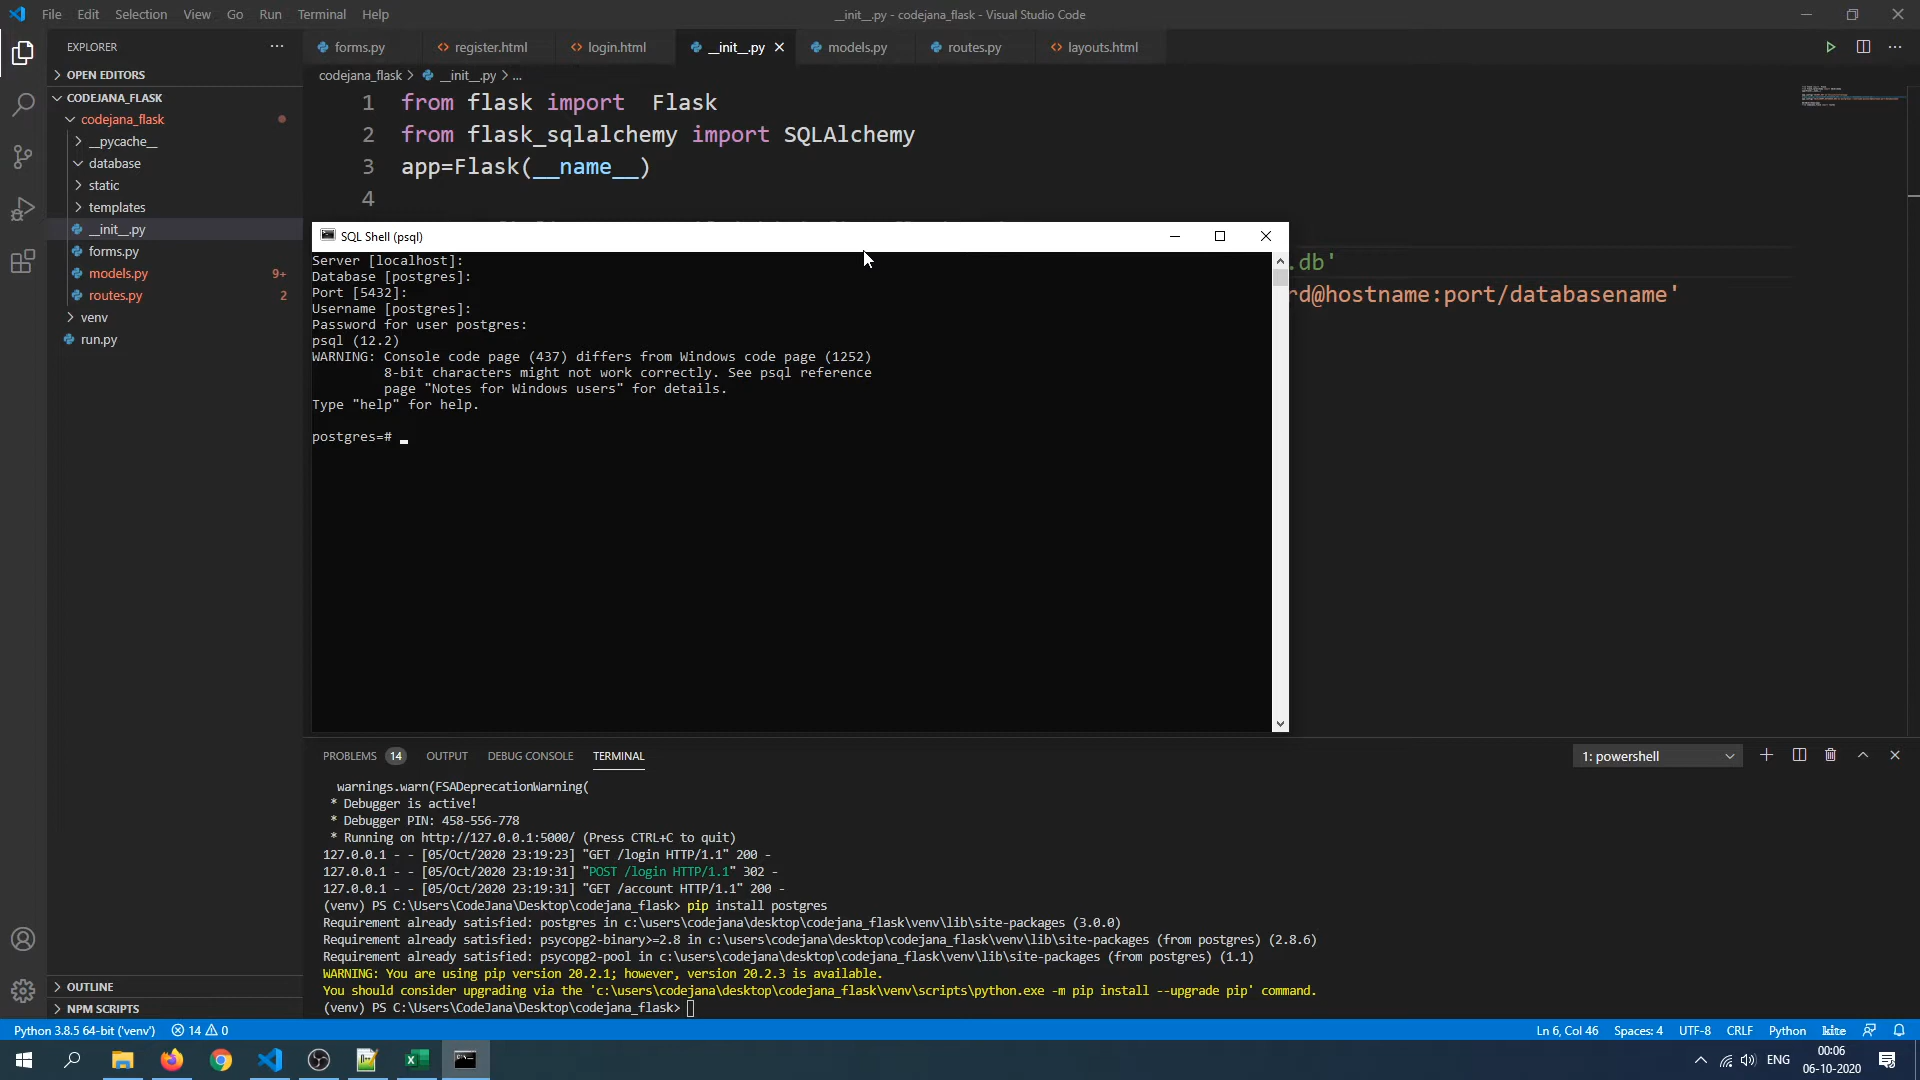 File Edit Selection View Go Run Terminal Help
__init__.py - codejana_flask - Visual Studio Code
EXPLORER
OPEN EDITORS
CODEJANA_FLASK
codejana_flask
__pycache__
database
static
templates
__init__.py
forms.py
models.py 9+
routes.py 2
venv
run.py
OUTLINE
NPM SCRIPTS
forms.py register.html login.html __init__.py models.py routes.py layouts.html
codejana_flask > __init__.py > ...
1 from flask import  Flask
2 from flask_sqlalchemy import SQLAlchemy
3 app=Flask(__name__)
4
.db'
rd@hostname:port/databasename'
SQL Shell (psql)
Server [localhost]:
Database [postgres]:
Port [5432]:
Username [postgres]:
Password for user postgres:
psql (12.2)
WARNING: Console code page (437) differs from Windows code page (1252)
8-bit characters might not work correctly. See psql reference
page "Notes for Windows users" for details.
Type "help" for help.
postgres=#
PROBLEMS 14 OUTPUT DEBUG CONSOLE TERMINAL
1: powershell
warnings.warn(FSADeprecationWarning(
* Debugger is active!
* Debugger PIN: 458-556-778
* Running on http://127.0.0.1:5000/ (Press CTRL+C to quit)
127.0.0.1 - - [05/Oct/2020 23:19:23] "GET /login HTTP/1.1" 200 -
127.0.0.1 - - [05/Oct/2020 23:19:31] "POST /login HTTP/1.1" 302 -
127.0.0.1 - - [05/Oct/2020 23:19:31] "GET /account HTTP/1.1" 200 -
(venv) PS C:\Users\CodeJana\Desktop\codejana_flask> pip install postgres
Requirement already satisfied: postgres in c:\users\codejana\desktop\codejana_flask\venv\lib\site-packages (3.0.0)
Requirement already satisfied: psycopg2-binary>=2.8 in c:\users\codejana\desktop\codejana_flask\venv\lib\site-packages (from postgres) (2.8.6)
Requirement already satisfied: psycopg2-pool in c:\users\codejana\desktop\codejana_flask\venv\lib\site-packages (from postgres) (1.1)
WARNING: You are using pip version 20.2.1; however, version 20.2.3 is available.
You should consider upgrading via the 'c:\users\codejana\desktop\codejana_flask\venv\scripts\python.exe -m pip install --upgrade pip' command.
(venv) PS C:\Users\CodeJana\Desktop\codejana_flask>
Python 3.8.5 64-bit ('venv') 14 0
Ln 6, Col 46 Spaces: 4 UTF-8 CRLF Python kite
ENG
00:06
06-10-2020